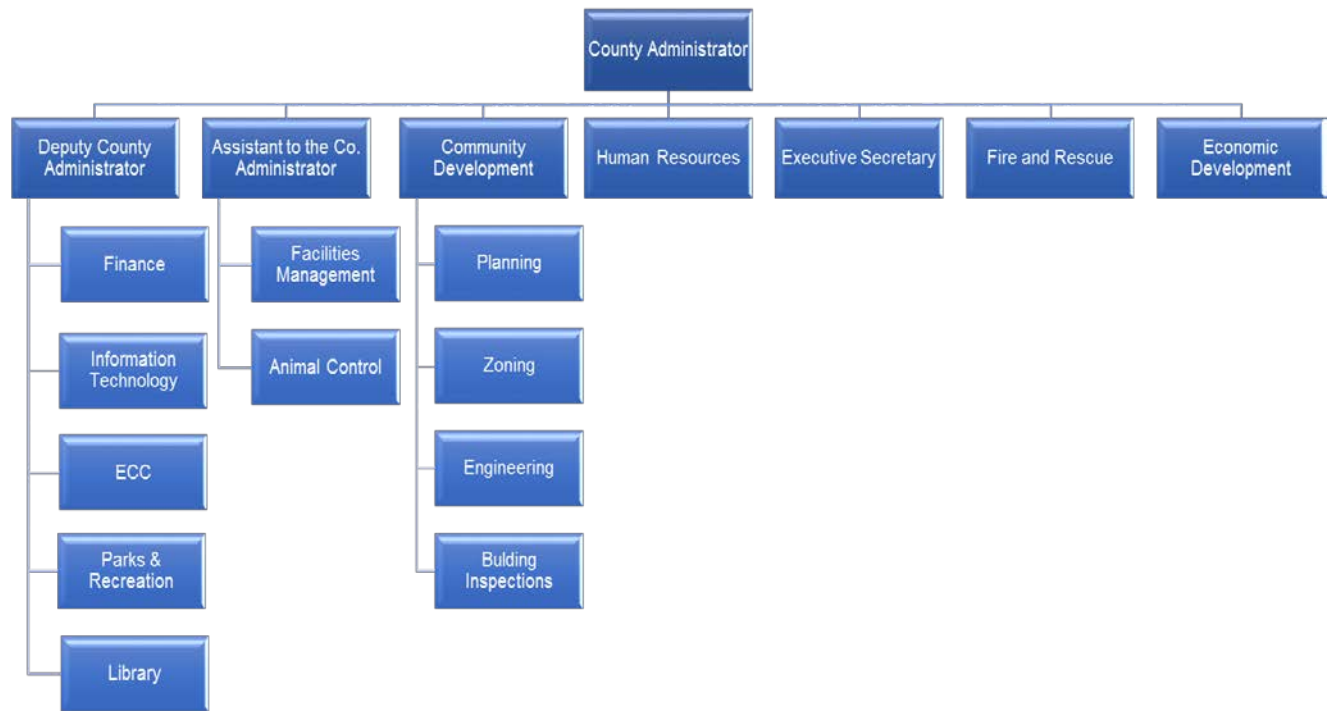 County Administrator
Deputy County
Administrator
Assistant to the Co.
Administrator
Community
Development
Human Resources
Executive Secretary
Fire and Rescue
Economic
Development
Finance
Information
Technology
ECC
Parks &
Recreation
Library
Facilities
Management
Animal Control
Planning
Zoning
Engineering
Bulding
Inspections